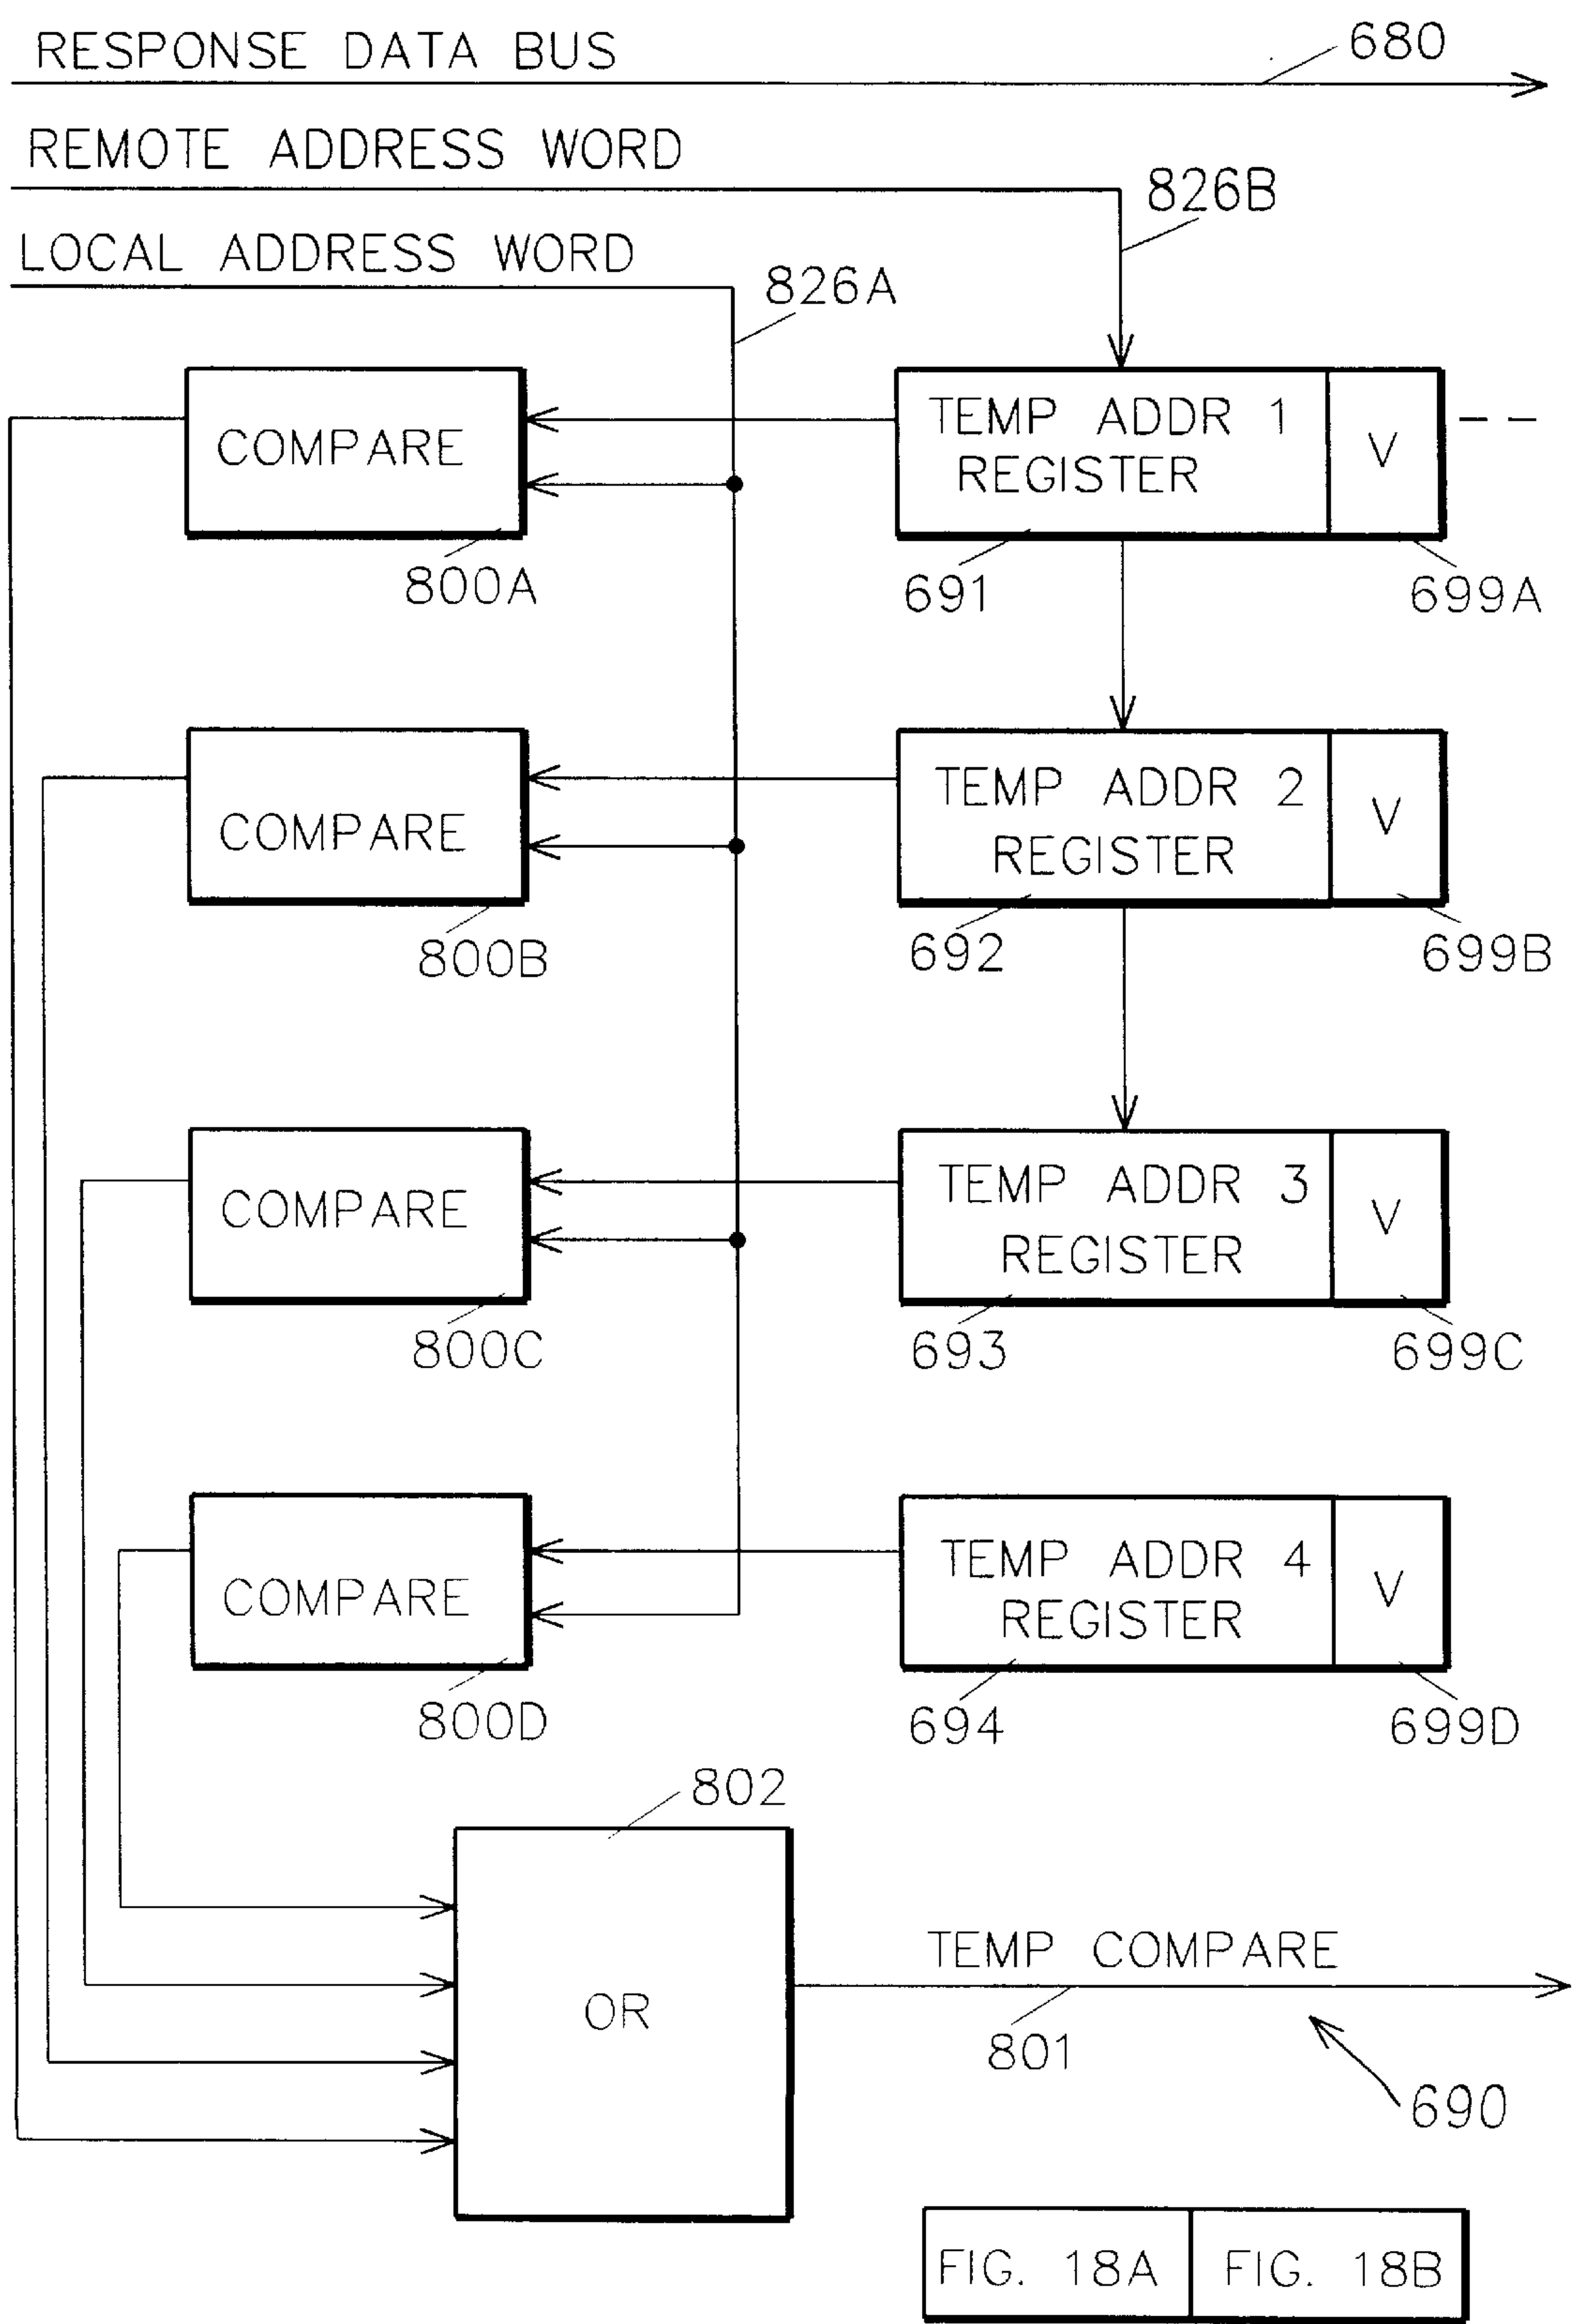 RESPONSE DATA BUS
680
REMOTE ADDRESS WORD
826B
LOCAL ADDRESS WORD
826A
COMPARE
TEMP ADDR 1
REGISTER
V
800A
691
699A
COMPARE
TEMP ADDR 2
REGISTER
V
800B
692
699B
COMPARE
TEMP ADDR 3
REGISTER
V
800C
693
699C
COMPARE
TEMP ADDR 4
REGISTER
V
800D
694
699D
802
OR
TEMP COMPARE
801
690
FIG. 18A
FIG. 18B